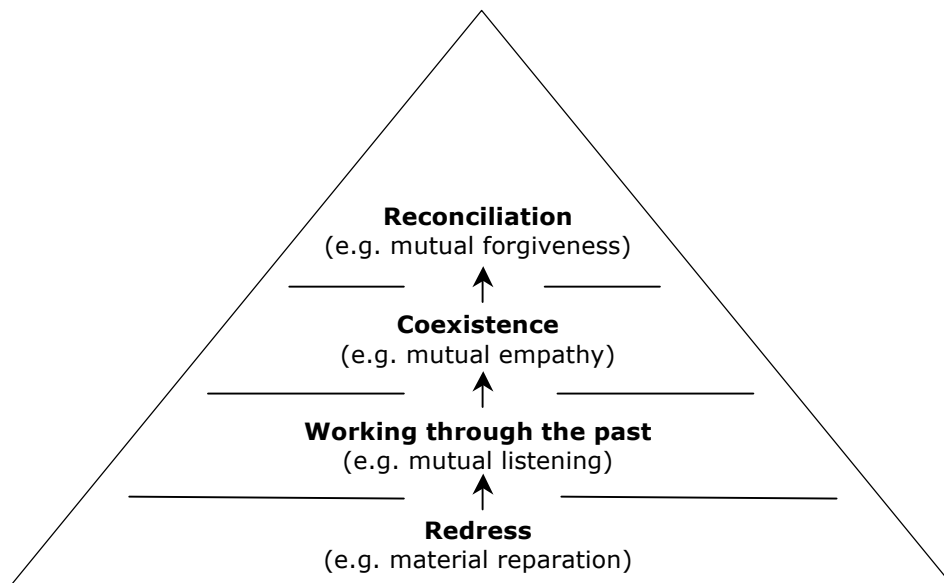 Reconciliation
(e.g. mutual forgiveness)
Coexistence
(e.g. mutual empathy)
Working through the past
(e.g. mutual listening)
Redress
(e.g. material reparation)